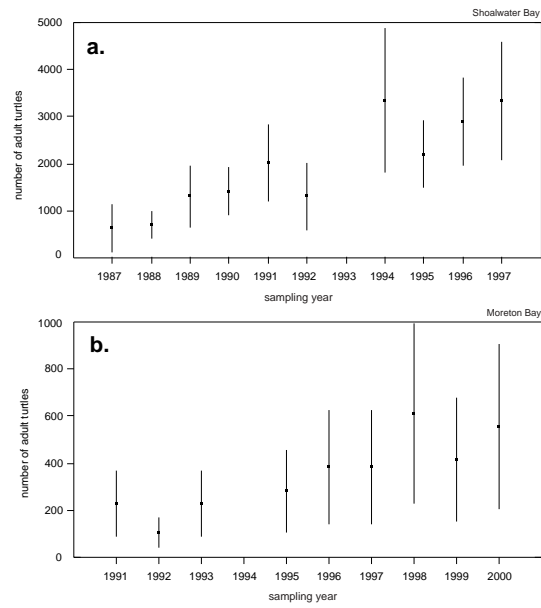 Shoalwater Bay
a.
5000
4000
3000
2000
1000
0
number of adult turtles
1987 1988 1989 1990 1991 1992 1993 1994 1995 1996 1997
sampling year
Moreton Bay
b.
1000
800
600
400
200
0
number of adult turtles
1991 1992 1993 1994 1995 1996 1997 1998 1999 2000
sampling year